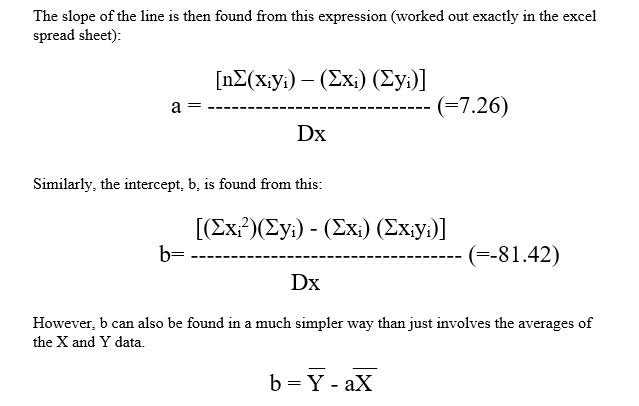 The slope of the line is then found from this expression (worked out exactly in the excel
spread sheet):
[nΣ(xᵢyᵢ) – (Σxᵢ) (Σyᵢ)]
a = ----------------------------- (=7.26)
Dx
Similarly, the intercept, b, is found from this:
[(Σxᵢ²)(Σyᵢ) - (Σxᵢ) (Σxᵢyᵢ)]
b= ----------------------------------- (=-81.42)
Dx
However, b can also be found in a much simpler way than just involves the averages of
the X and Y data.
b = Y̅ - aX̅